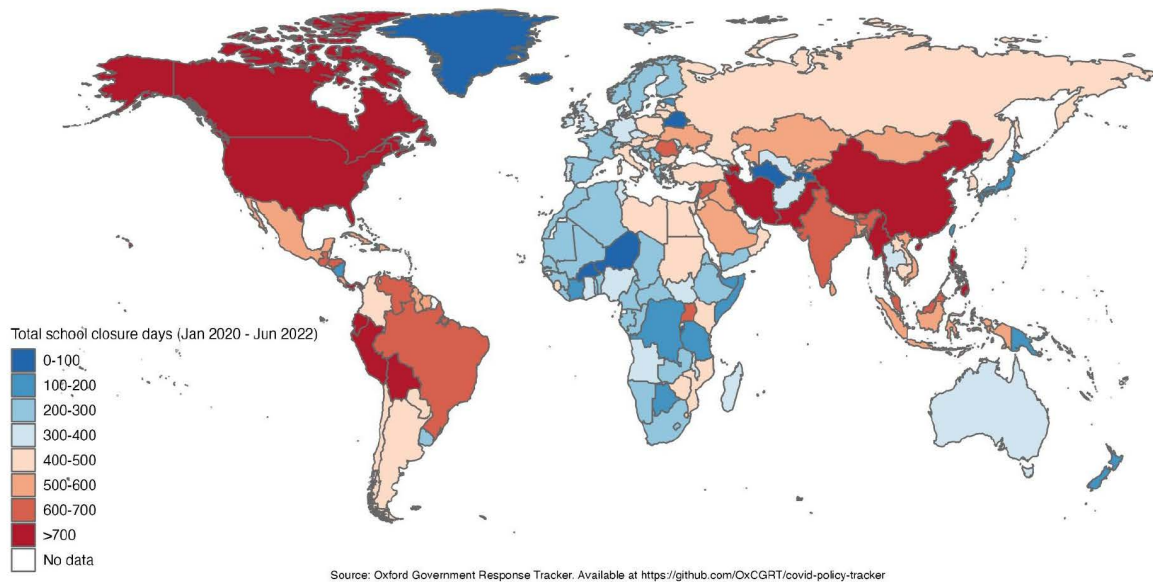 Total school closure days (Jan 2020 - Jun 2022)
0-100
100-200
200-300
300-400
400-500
500-600
600-700
>700
No data
Source: Oxford Government Response Tracker. Available at https://github.com/OxCGRT/covid-policy-tracker